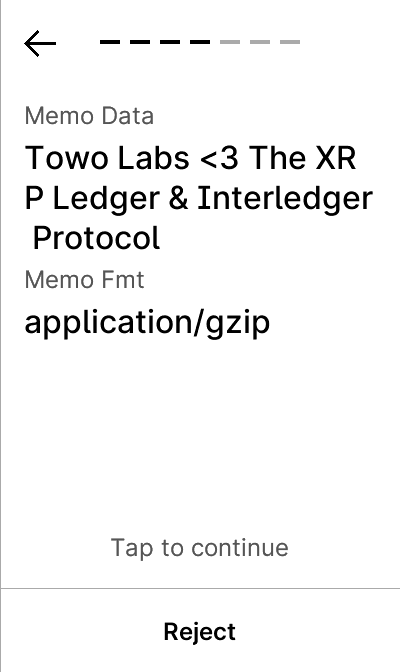 Memo Data
Towo Labs <3 The XR
P Ledger & Interledger
Protocol
Memo Fmt
application/gzip
Tap to continue
Reject